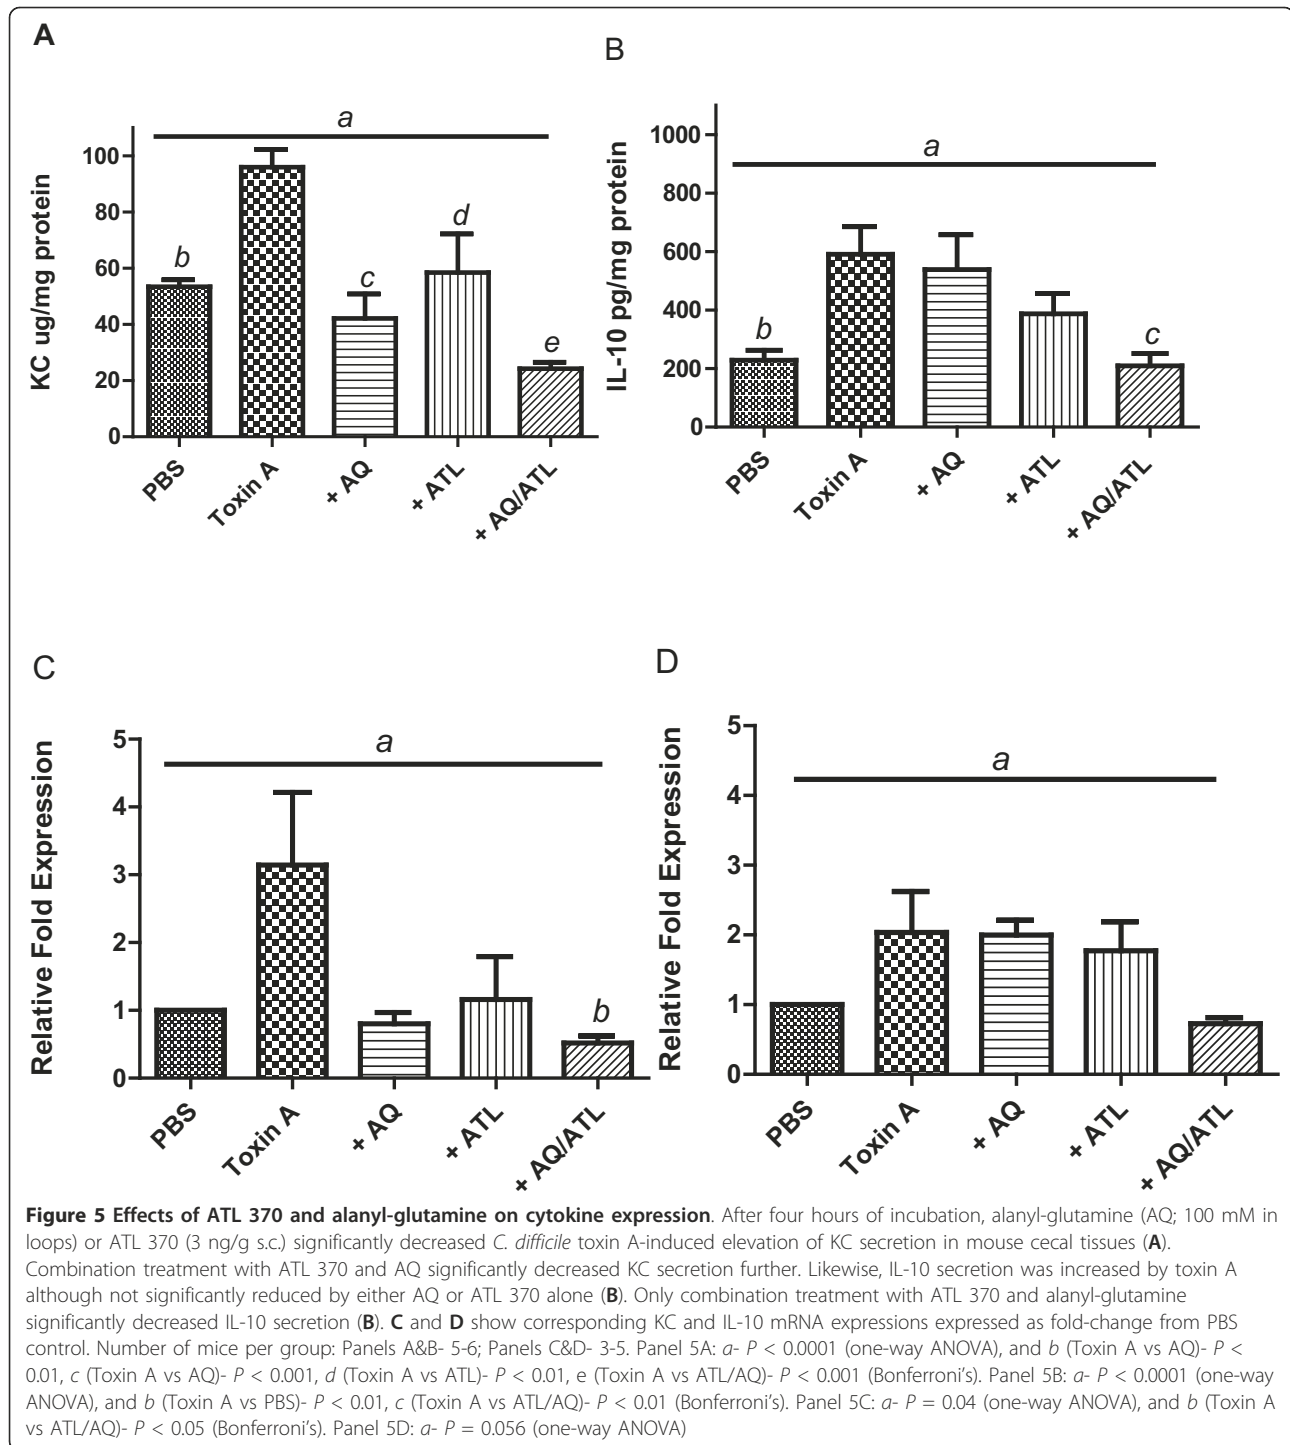 A
a
KC ug/mg protein
100
80
60
40
20
0
b
c
d
e
PBS
Toxin A
+ AQ
+ ATL
+ AQ/ATL
B
a
IL-10 pg/mg protein
1000
800
600
400
200
0
b
c
PBS
Toxin A
+ AQ
+ ATL
+ AQ/ATL
C
a
Relative Fold Expression
5
4
3
2
1
0
b
PBS
Toxin A
+ AQ
+ ATL
+ AQ/ATL
D
a
Relative Fold Expression
5
4
3
2
1
0
PBS
Toxin A
+ AQ
+ ATL
+ AQ/ATL
Figure 5 Effects of ATL 370 and alanyl-glutamine on cytokine expression. After four hours of incubation, alanyl-glutamine (AQ; 100 mM in
loops) or ATL 370 (3 ng/g s.c.) significantly decreased C. difficile toxin A-induced elevation of KC secretion in mouse cecal tissues (A).
Combination treatment with ATL 370 and AQ significantly decreased KC secretion further. Likewise, IL-10 secretion was increased by toxin A
although not significantly reduced by either AQ or ATL 370 alone (B). Only combination treatment with ATL 370 and alanyl-glutamine
significantly decreased IL-10 secretion (B). C and D show corresponding KC and IL-10 mRNA expressions expressed as fold-change from PBS
control. Number of mice per group: Panels A&B- 5-6; Panels C&D- 3-5. Panel 5A: a- P < 0.0001 (one-way ANOVA), and b (Toxin A vs AQ)- P <
0.01, c (Toxin A vs AQ)- P < 0.001, d (Toxin A vs ATL)- P < 0.01, e (Toxin A vs ATL/AQ)- P < 0.001 (Bonferroni's). Panel 5B: a- P < 0.0001 (one-way
ANOVA), and b (Toxin A vs PBS)- P < 0.01, c (Toxin A vs ATL/AQ)- P < 0.01 (Bonferroni's). Panel 5C: a- P = 0.04 (one-way ANOVA), and b (Toxin A
vs ATL/AQ)- P < 0.05 (Bonferroni's). Panel 5D: a- P = 0.056 (one-way ANOVA)